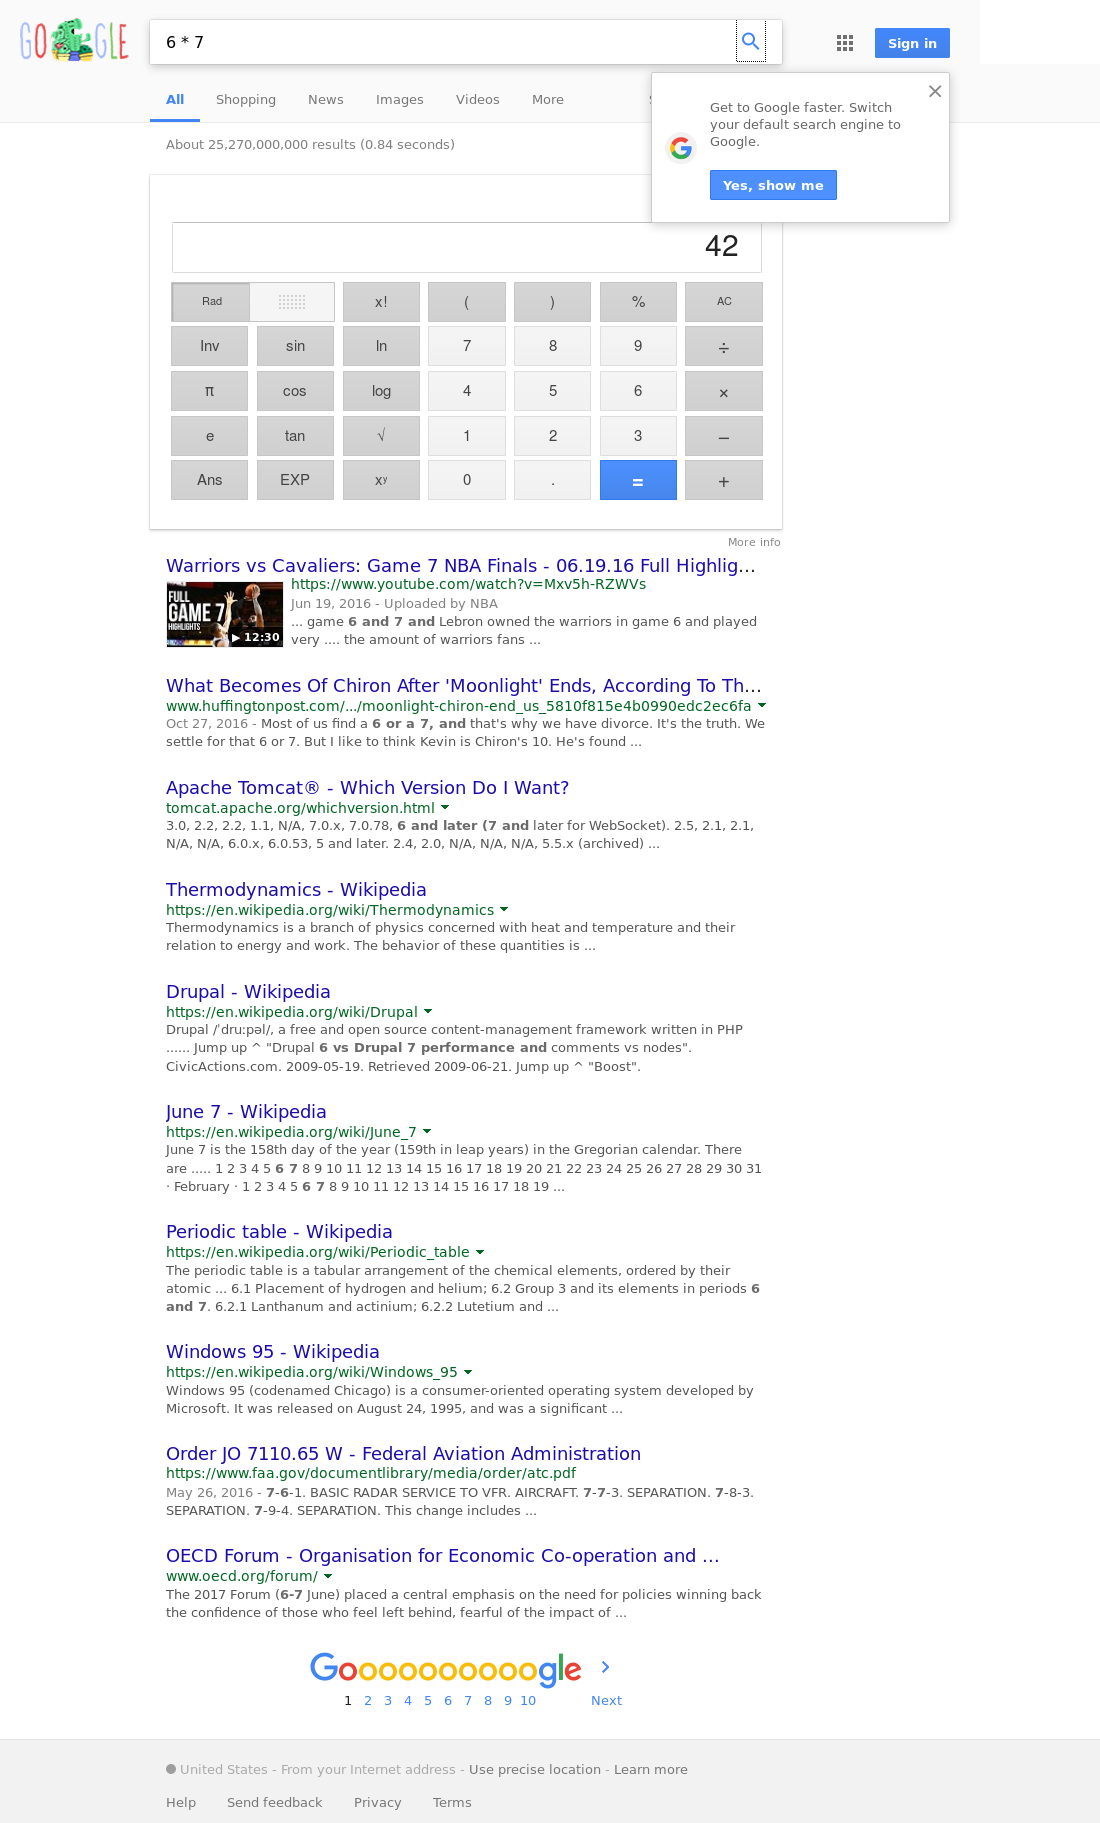 GOOGLE
6 * 7
Sign in
All Shopping News Images Videos More
Get to Google faster. Switch
your default search engine to
Google.
Yes, show me
About 25,270,000,000 results (0.84 seconds)
42
Rad x! ( ) % AC
Inv sin ln 7 8 9 ÷
π cos log 4 5 6 ×
e tan √ 1 2 3 −
Ans EXP xʸ 0 . = +
More info
Warriors vs Cavaliers: Game 7 NBA Finals - 06.19.16 Full Highlig...
https://www.youtube.com/watch?v=Mxv5h-RZWVs
FULL
GAME 7
HIGHLIGHTS
▶ 12:30
Jun 19, 2016 - Uploaded by NBA
... game 6 and 7 and Lebron owned the warriors in game 6 and played
very .... the amount of warriors fans ...
What Becomes Of Chiron After 'Moonlight' Ends, According To Th...
www.huffingtonpost.com/.../moonlight-chiron-end_us_5810f815e4b0990edc2ec6fa
Oct 27, 2016 - Most of us find a 6 or a 7, and that's why we have divorce. It's the truth. We
settle for that 6 or 7. But I like to think Kevin is Chiron's 10. He's found ...
Apache Tomcat® - Which Version Do I Want?
tomcat.apache.org/whichversion.html
3.0, 2.2, 2.2, 1.1, N/A, 7.0.x, 7.0.78, 6 and later (7 and later for WebSocket). 2.5, 2.1, 2.1,
N/A, N/A, 6.0.x, 6.0.53, 5 and later. 2.4, 2.0, N/A, N/A, N/A, 5.5.x (archived) ...
Thermodynamics - Wikipedia
https://en.wikipedia.org/wiki/Thermodynamics
Thermodynamics is a branch of physics concerned with heat and temperature and their
relation to energy and work. The behavior of these quantities is ...
Drupal - Wikipedia
https://en.wikipedia.org/wiki/Drupal
Drupal /ˈdruːpəl/, a free and open source content-management framework written in PHP
...... Jump up ^ "Drupal 6 vs Drupal 7 performance and comments vs nodes".
CivicActions.com. 2009-05-19. Retrieved 2009-06-21. Jump up ^ "Boost".
June 7 - Wikipedia
https://en.wikipedia.org/wiki/June_7
June 7 is the 158th day of the year (159th in leap years) in the Gregorian calendar. There
are ..... 1 2 3 4 5 6 7 8 9 10 11 12 13 14 15 16 17 18 19 20 21 22 23 24 25 26 27 28 29 30 31
· February · 1 2 3 4 5 6 7 8 9 10 11 12 13 14 15 16 17 18 19 ...
Periodic table - Wikipedia
https://en.wikipedia.org/wiki/Periodic_table
The periodic table is a tabular arrangement of the chemical elements, ordered by their
atomic ... 6.1 Placement of hydrogen and helium; 6.2 Group 3 and its elements in periods 6
and 7. 6.2.1 Lanthanum and actinium; 6.2.2 Lutetium and ...
Windows 95 - Wikipedia
https://en.wikipedia.org/wiki/Windows_95
Windows 95 (codenamed Chicago) is a consumer-oriented operating system developed by
Microsoft. It was released on August 24, 1995, and was a significant ...
Order JO 7110.65 W - Federal Aviation Administration
https://www.faa.gov/documentlibrary/media/order/atc.pdf
May 26, 2016 - 7-6-1. BASIC RADAR SERVICE TO VFR. AIRCRAFT. 7-7-3. SEPARATION. 7-8-3.
SEPARATION. 7-9-4. SEPARATION. This change includes ...
OECD Forum - Organisation for Economic Co-operation and ...
www.oecd.org/forum/
The 2017 Forum (6-7 June) placed a central emphasis on the need for policies winning back
the confidence of those who feel left behind, fearful of the impact of ...
Goooooooooogle
1 2 3 4 5 6 7 8 9 10 Next
United States - From your Internet address - Use precise location - Learn more
Help Send feedback Privacy Terms